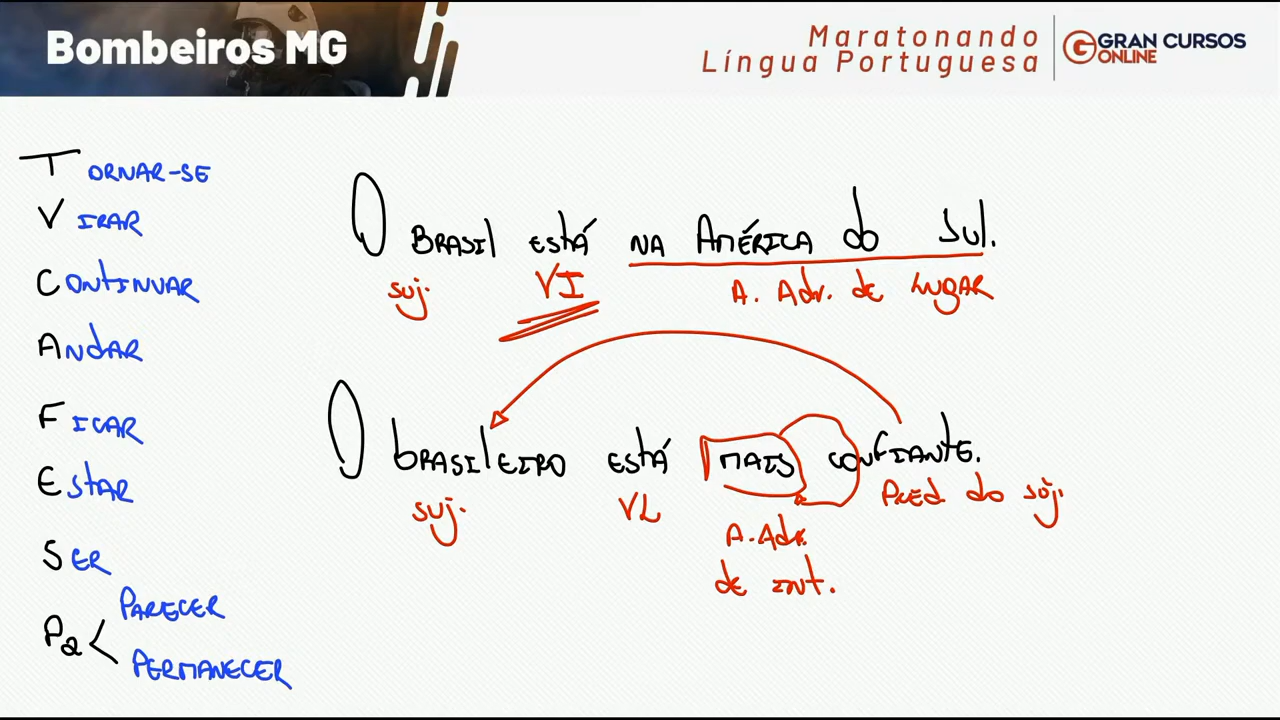 Bombeiros MG
Maratonando
Língua Portuguesa
GRAN CURSOS
ONLINE
TORNAR-SE
VIRAR
CONTINUAR
ANDAR
FICAR
ESTAR
SER
P2 < PARECER
PERMANECER
O BRASIL ESTÁ NA AMÉRICA do Sul.
suj. VI A. Adv. de LUGAR
O brasileiro está MAIS CONFIANTE.
suj. VL A. Adv. Pred do suj.
de int.